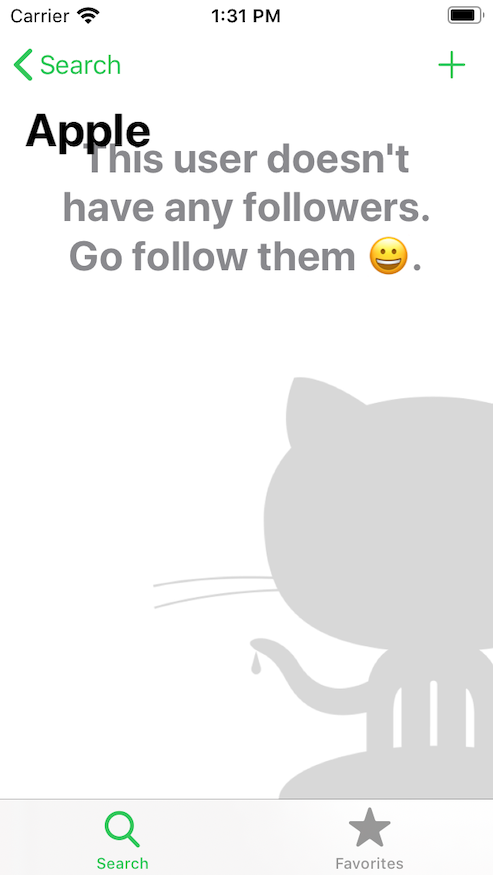 Carrier 1:31 PM
Search
Apple
This user doesn't
have any followers.
Go follow them 😀.
Search Favorites